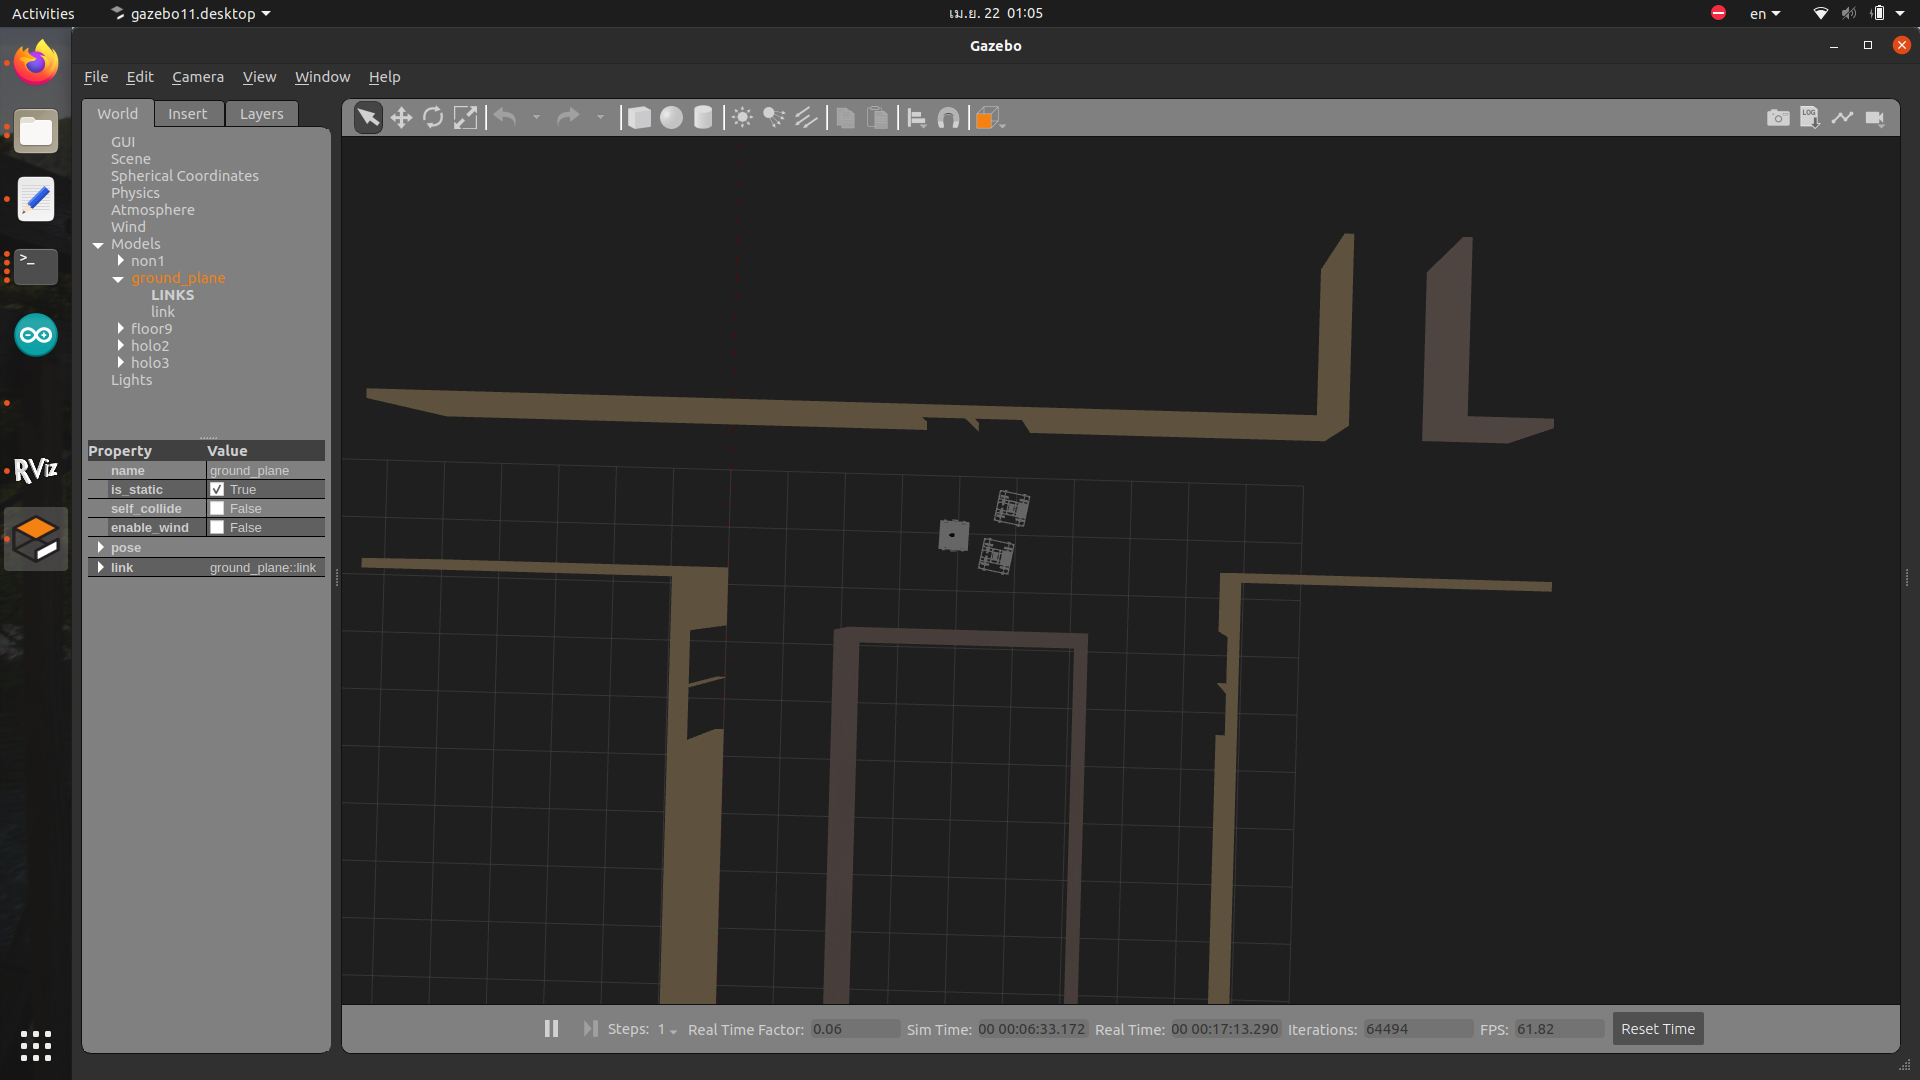 Activities
gazebo11.desktop
เม.ย. 22 01:05
en
Gazebo
File Edit Camera View Window Help
World Insert Layers
LOG
GUI
Scene
Spherical Coordinates
Physics
Atmosphere
Wind
Models
non1
ground_plane
LINKS
link
floor9
holo2
holo3
Lights
Property Value
name ground_plane
is_static True
self_collide False
enable_wind False
pose
link ground_plane::link
>_
RViz
Steps: 1 Real Time Factor: 0.06 Sim Time: 00 00:06:33.172 Real Time: 00 00:17:13.290 Iterations: 64494 FPS: 61.82 Reset Time